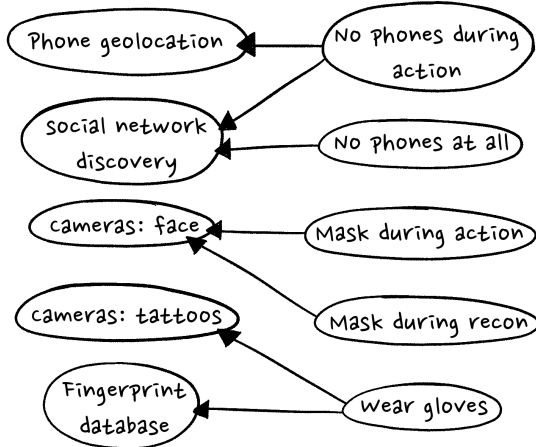 Phone geolocation
No phones during
action
social network
discovery
No phones at all
cameras: face
Mask during action
cameras: tattoos
Mask during recon
Fingerprint
database
Wear gloves